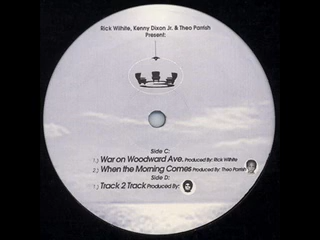 Rick Wilhite, Kenny Dixon Jr. & Theo Parrish
Present:
Side C:
1.) War on Woodward Ave. Produced By: Rick Wilhite
2.) When the Morning Comes Produced By: Theo Parrish
Side D:
1.) Track 2 Track Produced By: